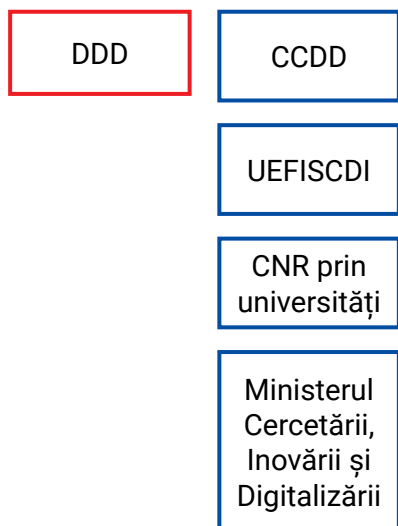 DDD
CCDD
UEFISCDI
CNR prin
universități
Ministerul
Cercetării,
Inovării și
Digitalizării